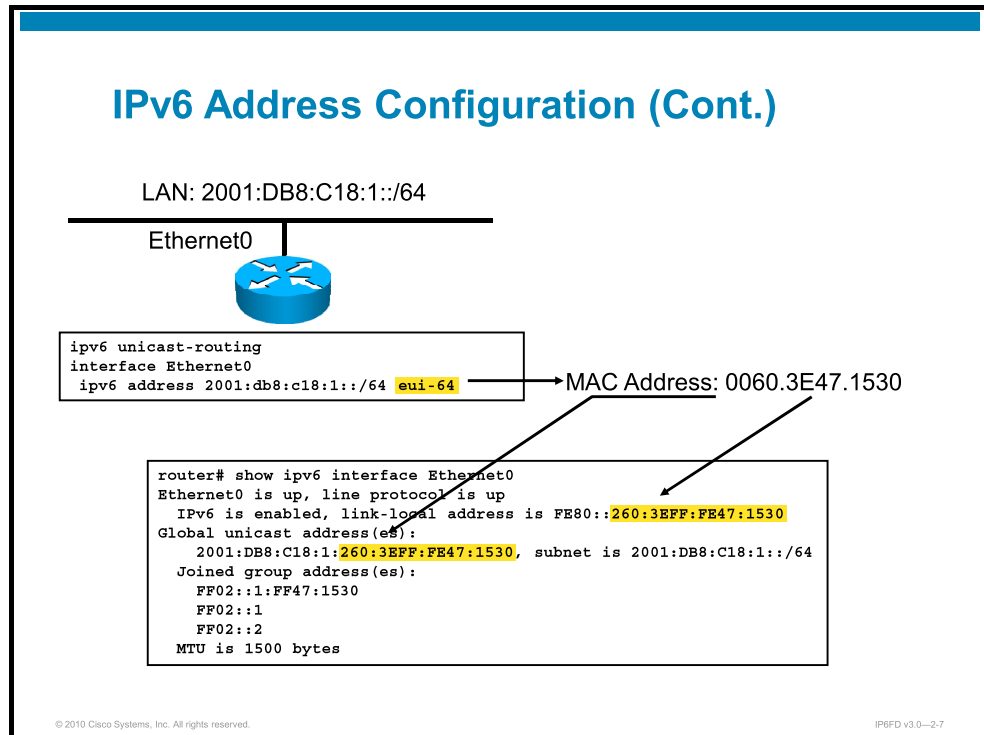 IPv6 Address Configuration (Cont.)
LAN: 2001:DB8:C18:1::/64
Ethernet0
ipv6 unicast-routing
interface Ethernet0
ipv6 address 2001:db8:c18:1::/64 eui-64
MAC Address: 0060.3E47.1530
router# show ipv6 interface Ethernet0
Ethernet0 is up, line protocol is up
IPv6 is enabled, link-local address is FE80::260:3EFF:FE47:1530
Global unicast address(es):
2001:DB8:C18:1:260:3EFF:FE47:1530, subnet is 2001:DB8:C18:1::/64
Joined group address(es):
FF02::1:FF47:1530
FF02::1
FF02::2
MTU is 1500 bytes
© 2010 Cisco Systems, Inc. All rights reserved.
IP6FD v3.0—2-7